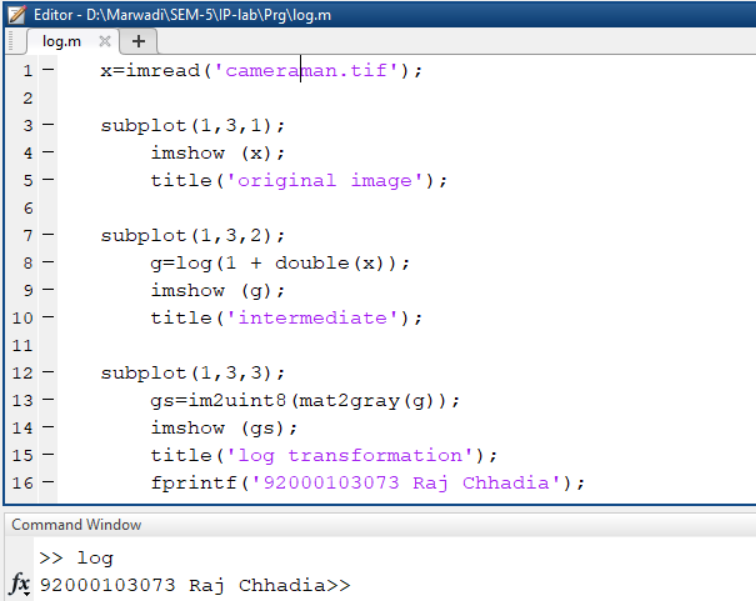 Editor - D:\Marwadi\SEM-5\IP-lab\Prg\log.m
log.m × +
1 — x=imread('cameraman.tif');
2
3 — subplot(1,3,1);
4 — imshow (x);
5 — title('original image');
6
7 — subplot(1,3,2);
8 — g=log(1 + double(x));
9 — imshow (g);
10 — title('intermediate');
11
12 — subplot(1,3,3);
13 — gs=im2uint8(mat2gray(g));
14 — imshow (gs);
15 — title('log transformation');
16 — fprintf('92000103073 Raj Chhadia');
Command Window
>> log
fx 92000103073 Raj Chhadia>>